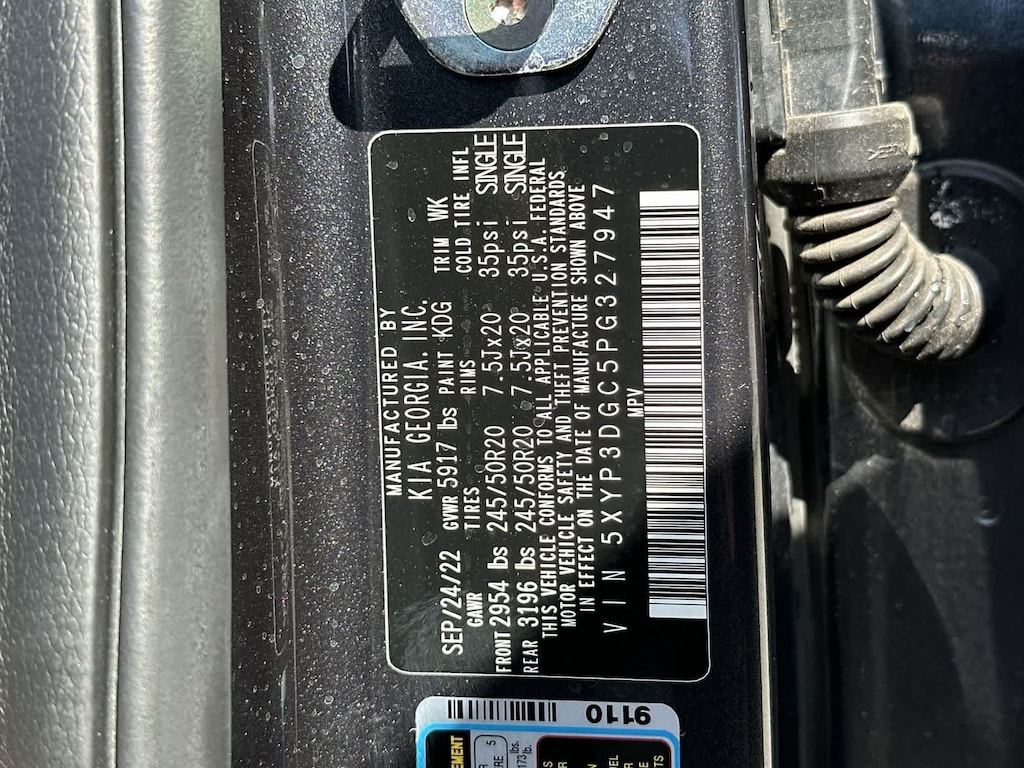 MANUFACTURED BY
KIA GEORGIA. INC.
SEP/24/22 GVWR 5917 lbs PAINT KDG TRIM WK
GAWR TIRES RIMS COLD TIRE INFL
FRONT 2954 lbs 245/50R20 7.5Jx20 35psi SINGLE
REAR 3196 lbs 245/50R20 7.5Jx20 35psi SINGLE
THIS VEHICLE CONFORMS TO ALL APPLICABLE U.S.A. FEDERAL
MOTOR VEHICLE SAFETY AND THEFT PREVENTION STANDARDS
IN EFFECT ON THE DATE OF MANUFACTURE SHOWN ABOVE
VIN 5XYP3DGC5PG327947
MPV
9110
5